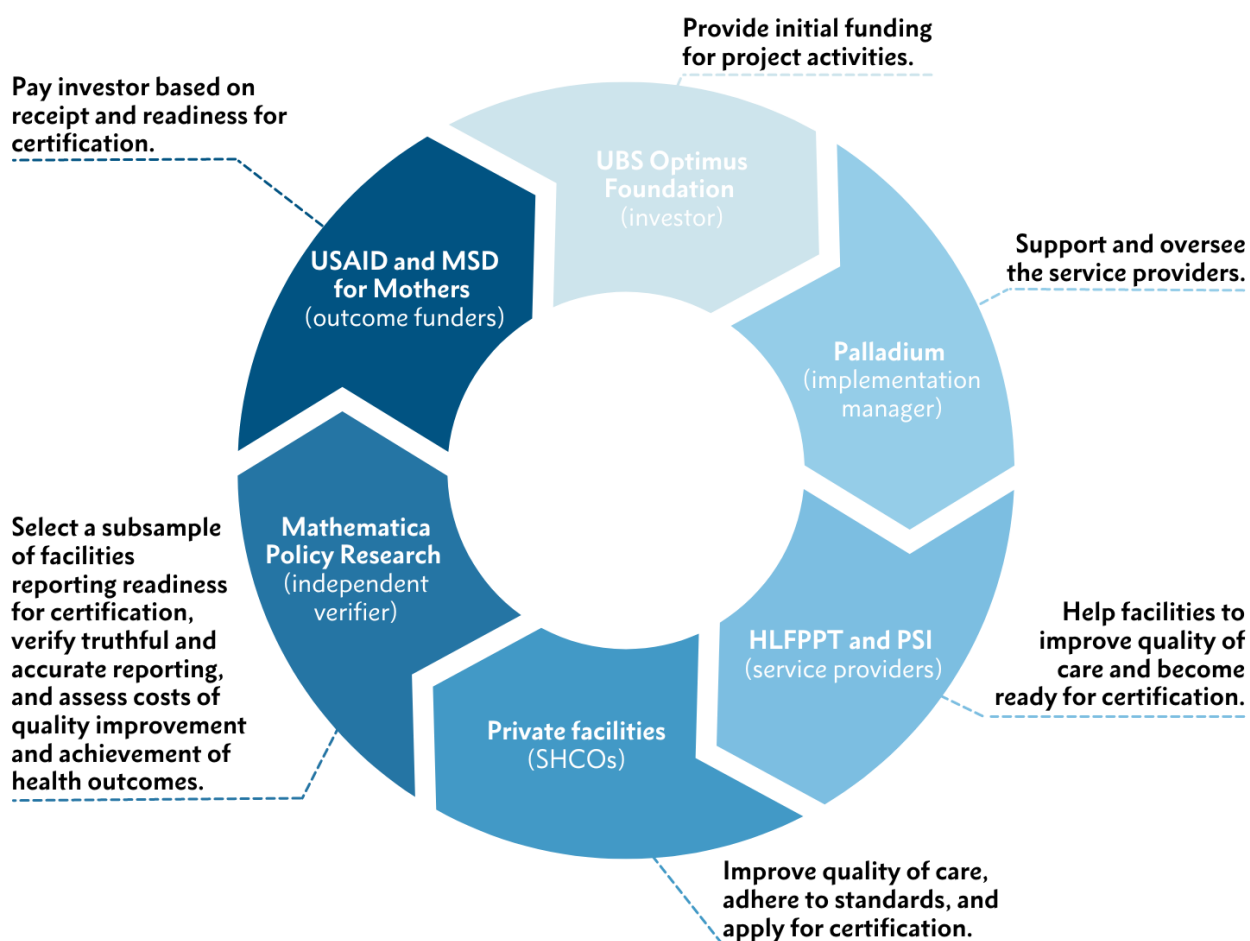 Provide initial funding
for project activities.
UBS Optimus
Foundation
(investor)
Support and oversee
the service providers.
Palladium
(implementation
manager)
Help facilities to
improve quality of
care and become
ready for certification.
HLFPPT and PSI
(service providers)
Private facilities
(SHCOs)
Improve quality of care,
adhere to standards, and
apply for certification.
Mathematica
Policy Research
(independent
verifier)
Select a subsample
of facilities
reporting readiness
for certification,
verify truthful and
accurate reporting,
and assess costs of
quality improvement
and achievement of
health outcomes.
USAID and MSD
for Mothers
(outcome funders)
Pay investor based on
receipt and readiness for
certification.